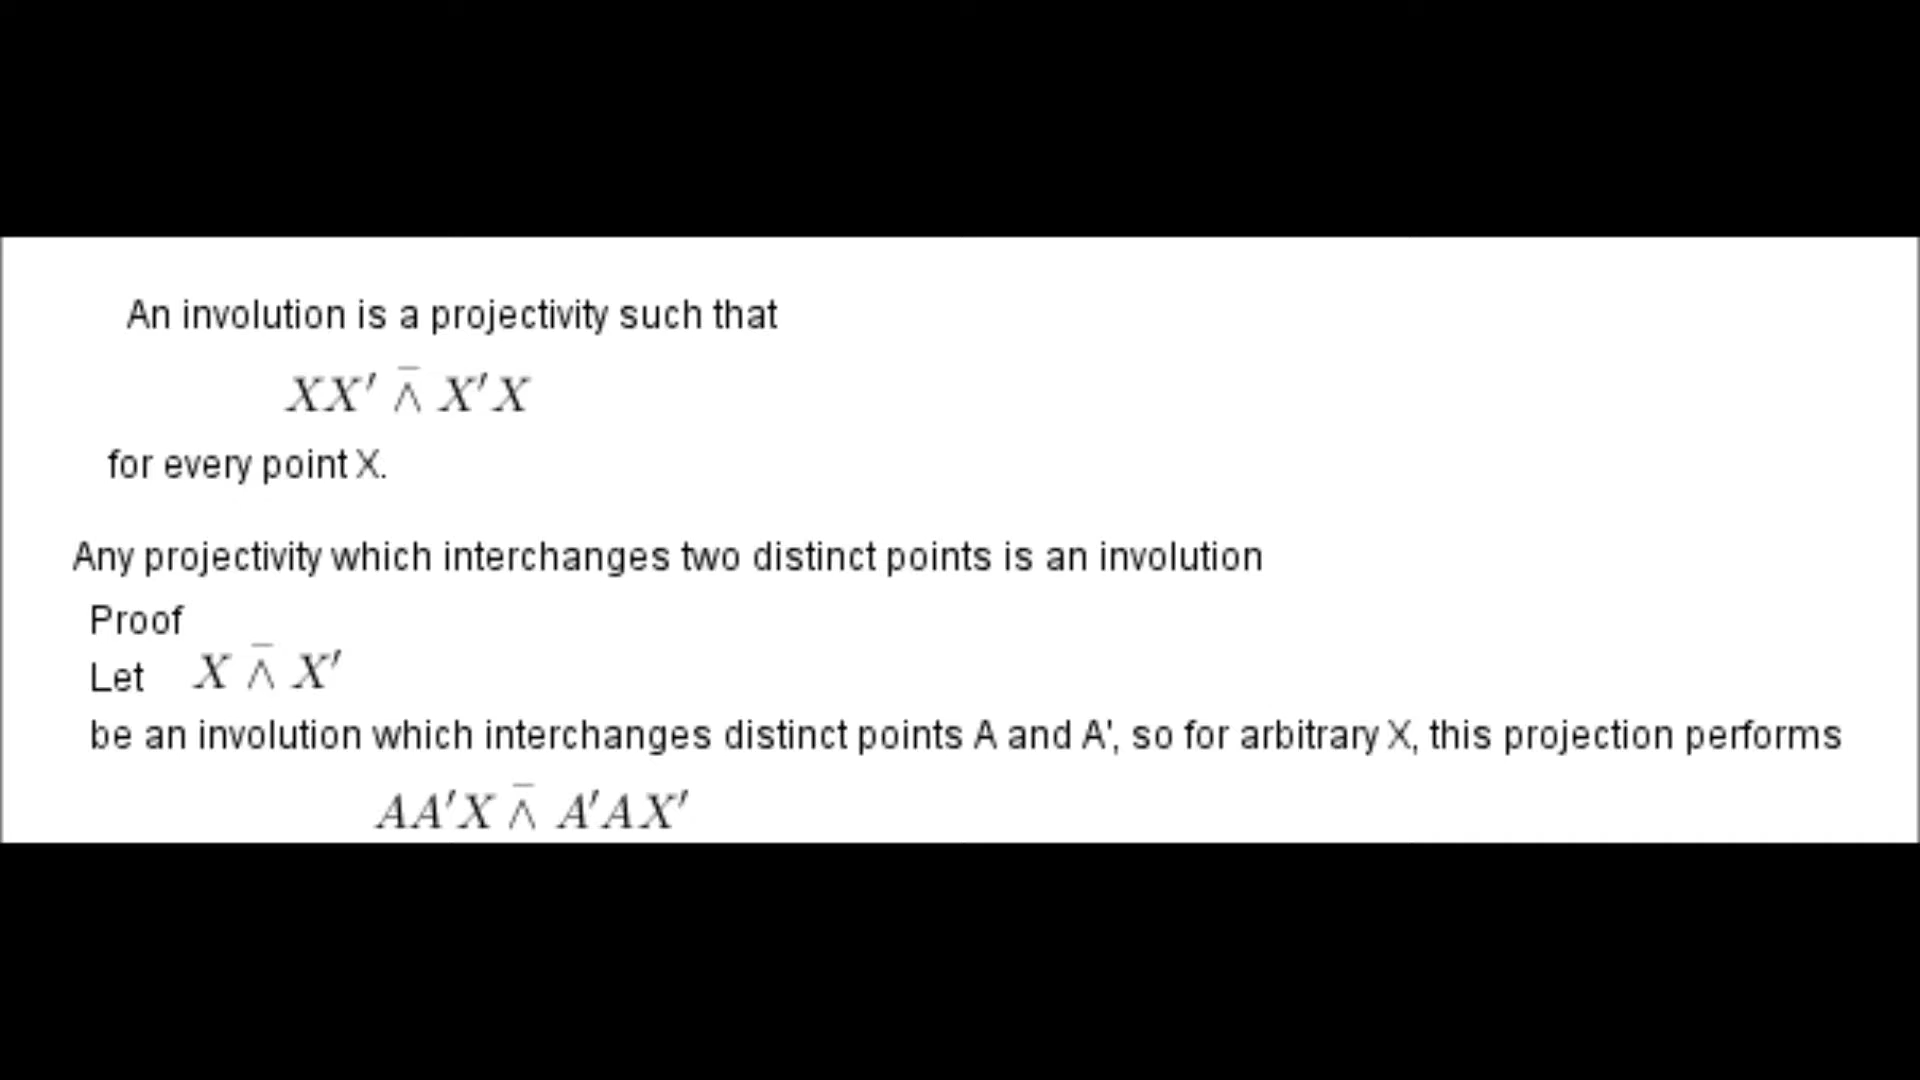 An involution is a projectivity such that
XX′ ⊼ X′X
for every point X.
Any projectivity which interchanges two distinct points is an involution
Proof
Let X ⊼ X′
be an involution which interchanges distinct points A and A', so for arbitrary X, this projection performs
AA′X ⊼ A′AX′